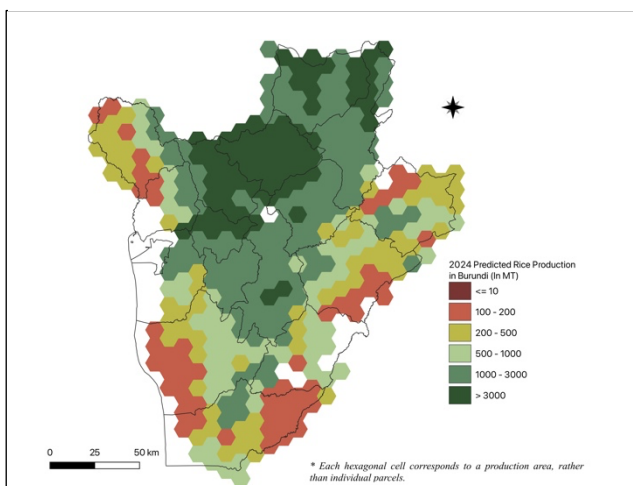 2024 Predicted Rice Production
in Burundi (In MT)
<= 10
100 - 200
200 - 500
500 - 1000
1000 - 3000
> 3000
0 25 50 km
* Each hexagonal cell corresponds to a production area, rather
than individual parcels.